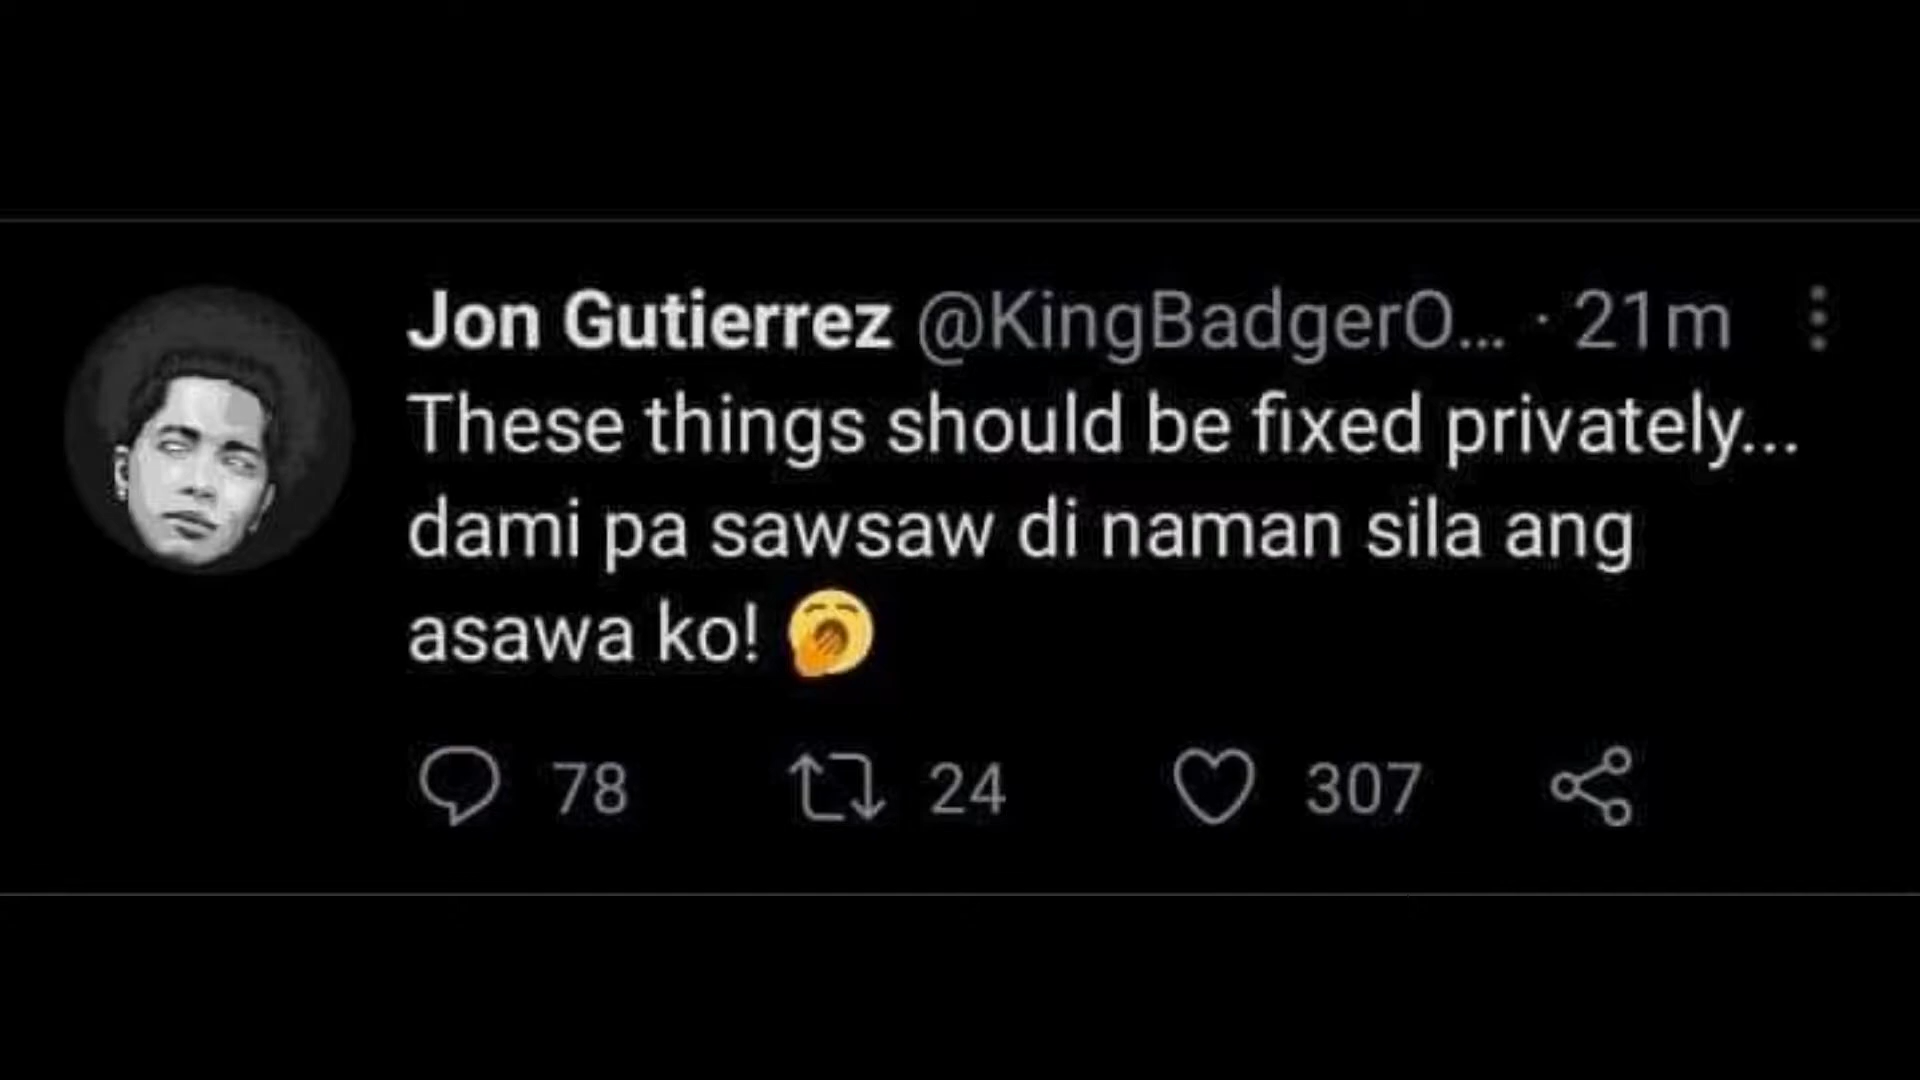 Jon Gutierrez @KingBadgerO... · 21m
These things should be fixed privately...
dami pa sawsaw di naman sila ang
asawa ko! 🥱
78 24 307